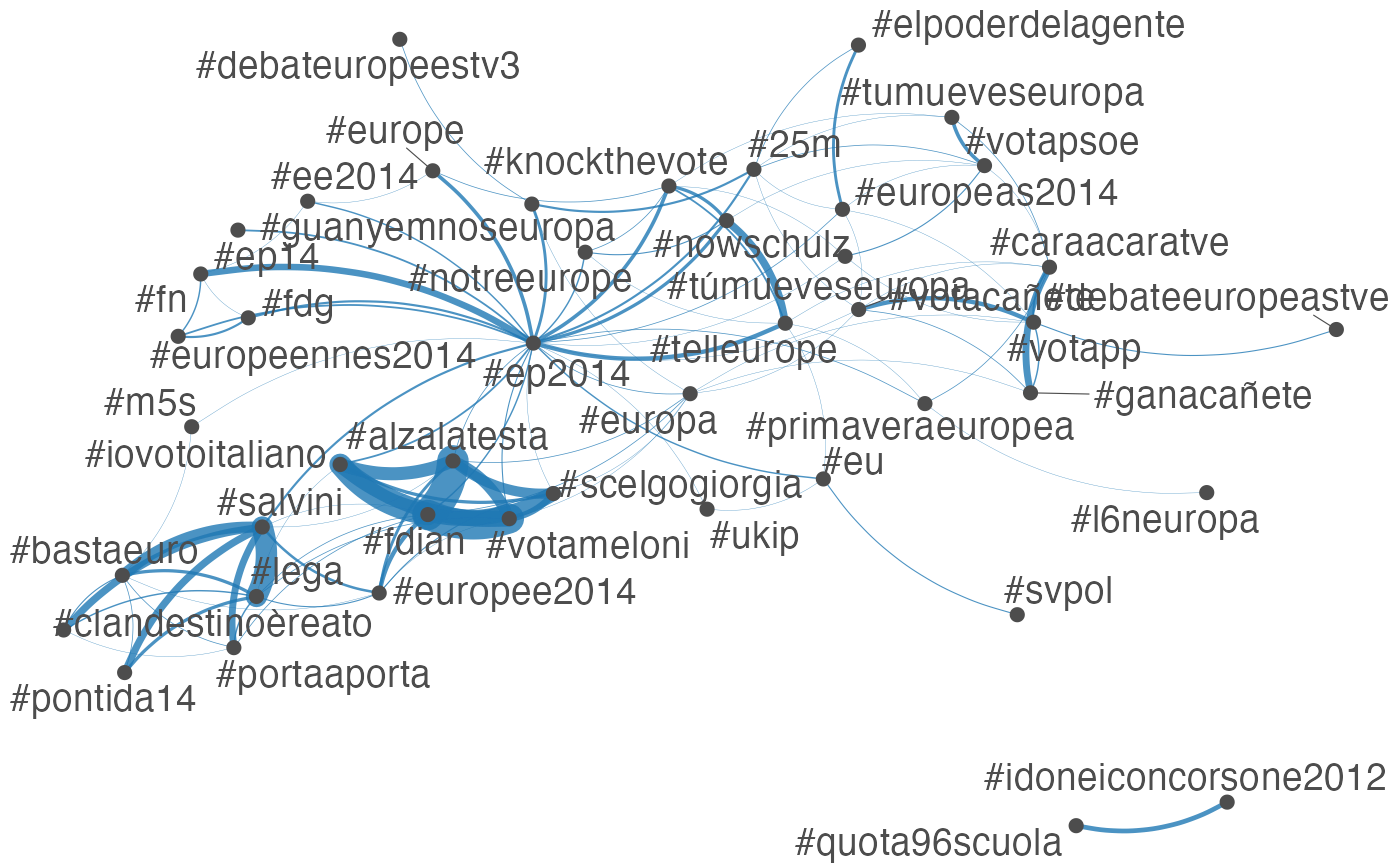 #elpoderdelagente
#debateuropeestv3
#tumueveseuropa
#europe
#25m
#votapsoe
#knockthevote
#ee2014
#europeas2014
#guanyemnoseuropa
#nowschulz
#caraacaratve
#ep14
#notreeurope
#túmueveseuropa
#votacañete
#debateeuropeastve
#fn
#fdg
#europeennes2014
#telleurope
#votapp
#ep2014
#ganacañete
#m5s
#europa
#primaveraeuropea
#alzalatesta
#iovotoitaliano
#eu
#scelgogiorgia
#salvini
#l6neuropa
#ukip
#fdian
#votameloni
#bastaeuro
#lega
#europee2014
#svpol
#clandestinoèreato
#portaaporta
#pontida14
#idoneiconcorsone2012
#quota96scuola